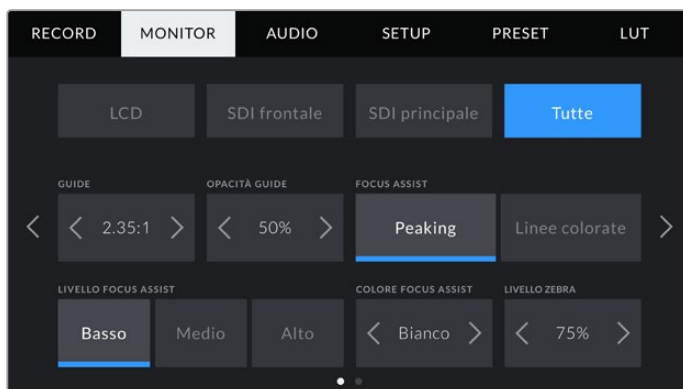 RECORD MONITOR AUDIO SETUP PRESET LUT
LCD SDI frontale SDI principale Tutte
GUIDE OPACITÀ GUIDE FOCUS ASSIST
2.35:1 50% Peaking Linee colorate
LIVELLO FOCUS ASSIST COLORE FOCUS ASSIST LIVELLO ZEBRA
Basso Medio Alto Bianco 75%